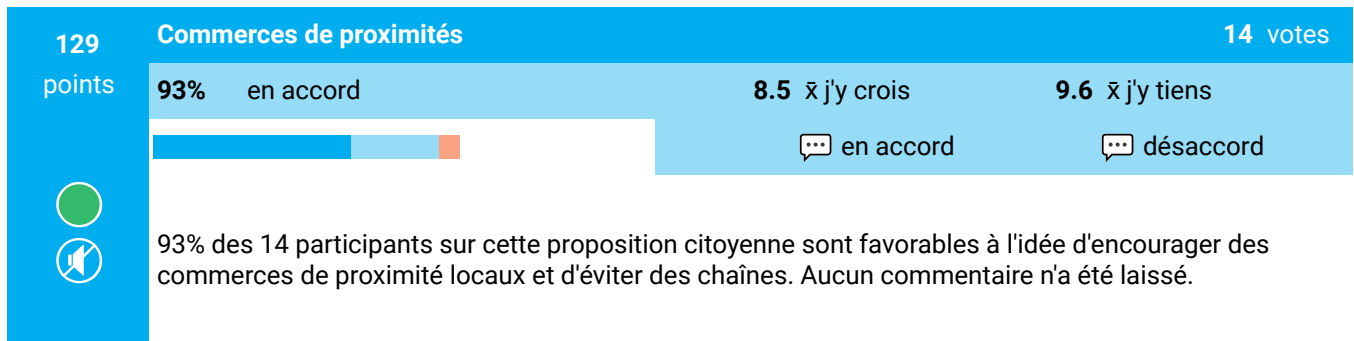 129
points
Commerces de proximités 14 votes
93% en accord 8.5 x̄ j'y crois 9.6 x̄ j'y tiens
en accord désaccord
93% des 14 participants sur cette proposition citoyenne sont favorables à l'idée d'encourager des
commerces de proximité locaux et d'éviter des chaînes. Aucun commentaire n'a été laissé.